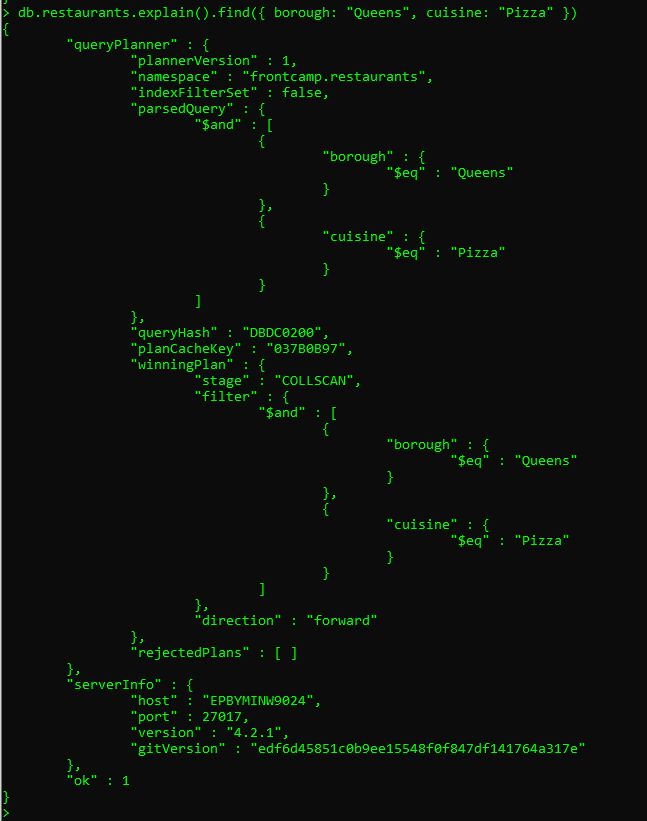 > db.restaurants.explain().find({ borough: "Queens", cuisine: "Pizza" })
{
        "queryPlanner" : {
                "plannerVersion" : 1,
                "namespace" : "frontcamp.restaurants",
                "indexFilterSet" : false,
                "parsedQuery" : {
                        "$and" : [
                                {
                                        "borough" : {
                                                "$eq" : "Queens"
                                        }
                                },
                                {
                                        "cuisine" : {
                                                "$eq" : "Pizza"
                                        }
                                }
                        ]
                },
                "queryHash" : "DBDC0200",
                "planCacheKey" : "037B0B97",
                "winningPlan" : {
                        "stage" : "COLLSCAN",
                        "filter" : {
                                "$and" : [
                                        {
                                                "borough" : {
                                                        "$eq" : "Queens"
                                                }
                                        },
                                        {
                                                "cuisine" : {
                                                        "$eq" : "Pizza"
                                                }
                                        }
                                ]
                        },
                        "direction" : "forward"
                },
                "rejectedPlans" : [ ]
        },
        "serverInfo" : {
                "host" : "EPBYMINW9024",
                "port" : 27017,
                "version" : "4.2.1",
                "gitVersion" : "edf6d45851c0b9ee15548f0f847df141764a317e"
        },
        "ok" : 1
}
>